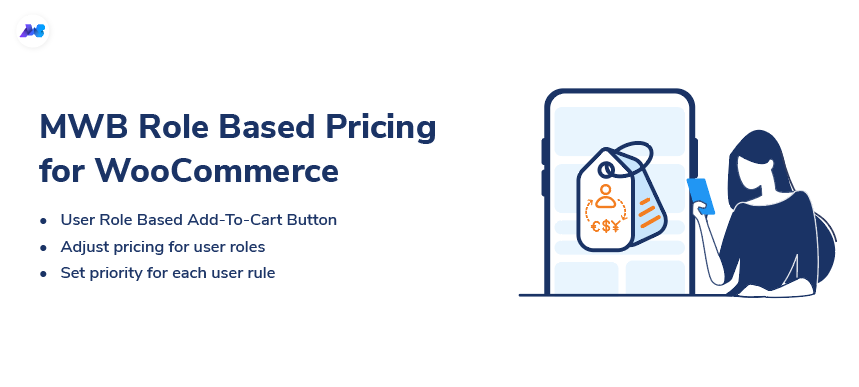 MWB
MWB Role Based Pricing
for WooCommerce
• User Role Based Add-To-Cart Button
• Adjust pricing for user roles
• Set priority for each user rule
€$¥